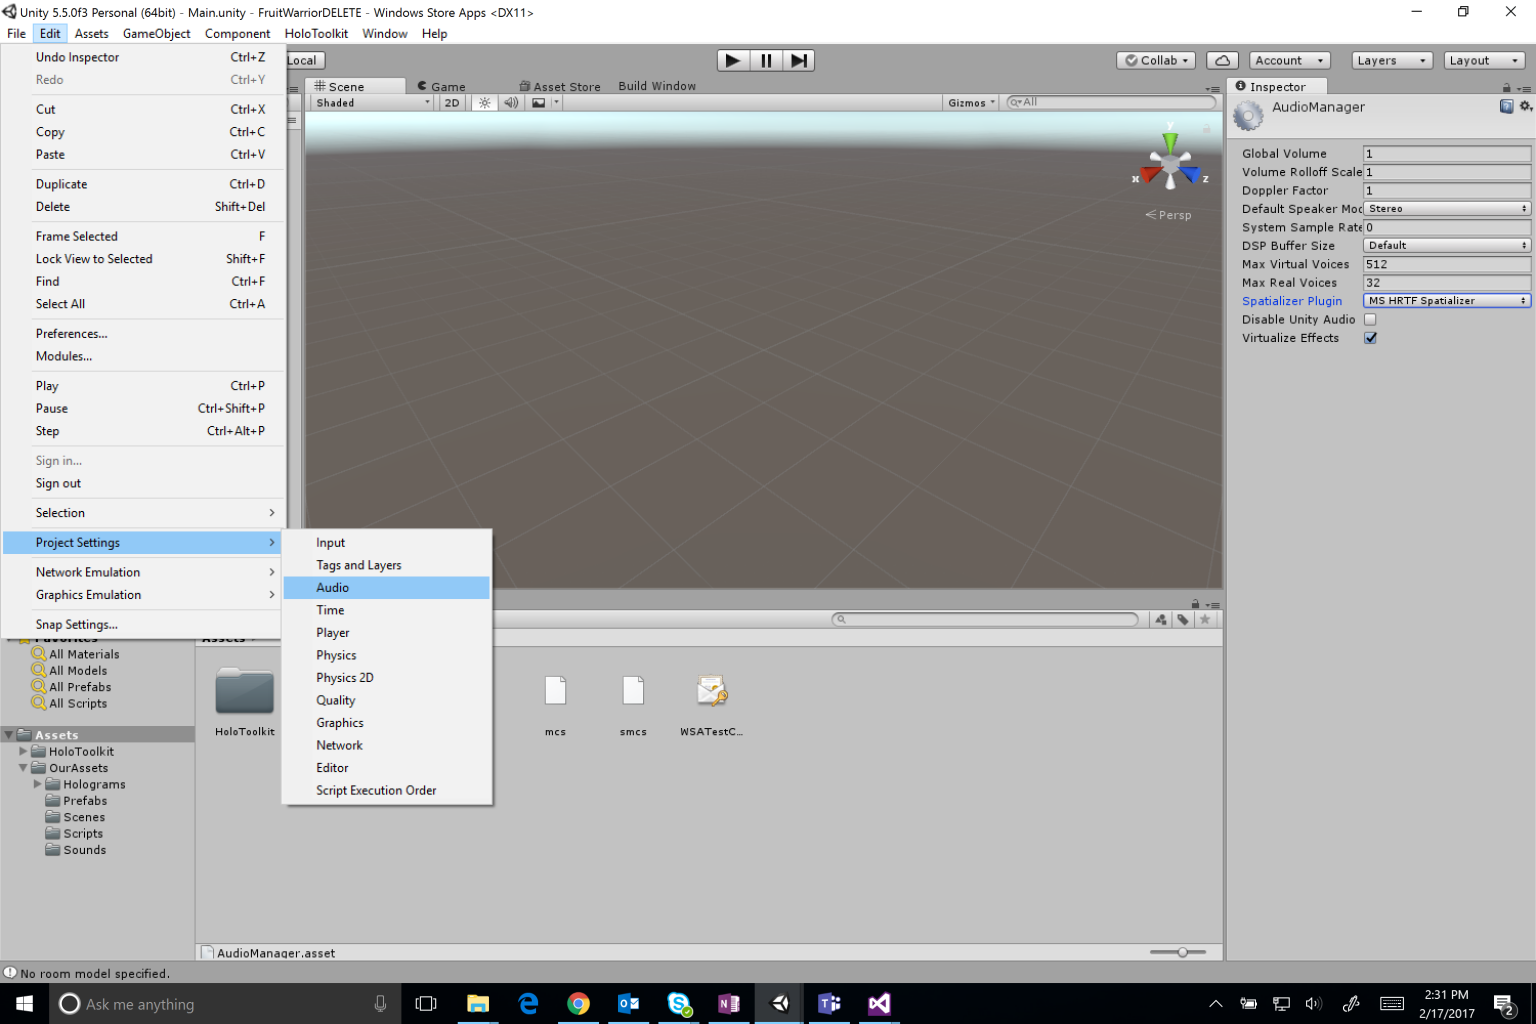 Unity 5.5.0f3 Personal (64bit) - Main.unity - FruitWarriorDELETE - Windows Store Apps <DX11>
File Edit Assets GameObject Component HoloToolkit Window Help
Local Collab Account Layers Layout
Undo Inspector Ctrl+Z
Redo Ctrl+Y
Cut Ctrl+X
Copy Ctrl+C
Paste Ctrl+V
Duplicate Ctrl+D
Delete Shift+Del
Frame Selected F
Lock View to Selected Shift+F
Find Ctrl+F
Select All Ctrl+A
Preferences...
Modules...
Play Ctrl+P
Pause Ctrl+Shift+P
Step Ctrl+Alt+P
Sign in...
Sign out
Selection
Project Settings
Network Emulation
Graphics Emulation
Snap Settings...
Input
Tags and Layers
Audio
Time
Player
Physics
Physics 2D
Quality
Graphics
Network
Editor
Script Execution Order
Scene Game Asset Store Build Window
Shaded 2D Gizmos All
y
x z
Persp
Inspector
AudioManager
Global Volume 1
Volume Rolloff Scale 1
Doppler Factor 1
Default Speaker Moc Stereo
System Sample Rate 0
DSP Buffer Size Default
Max Virtual Voices 512
Max Real Voices 32
Spatializer Plugin MS HRTF Spatializer
Disable Unity Audio
Virtualize Effects
Favorites
All Materials
All Models
All Prefabs
All Scripts
Assets
HoloToolkit
OurAssets
Holograms
Prefabs
Scenes
Scripts
Sounds
Assets
HoloToolkit mcs smcs WSATestC...
AudioManager.asset
No room model specified.
Ask me anything
2:31 PM
2/17/2017
2